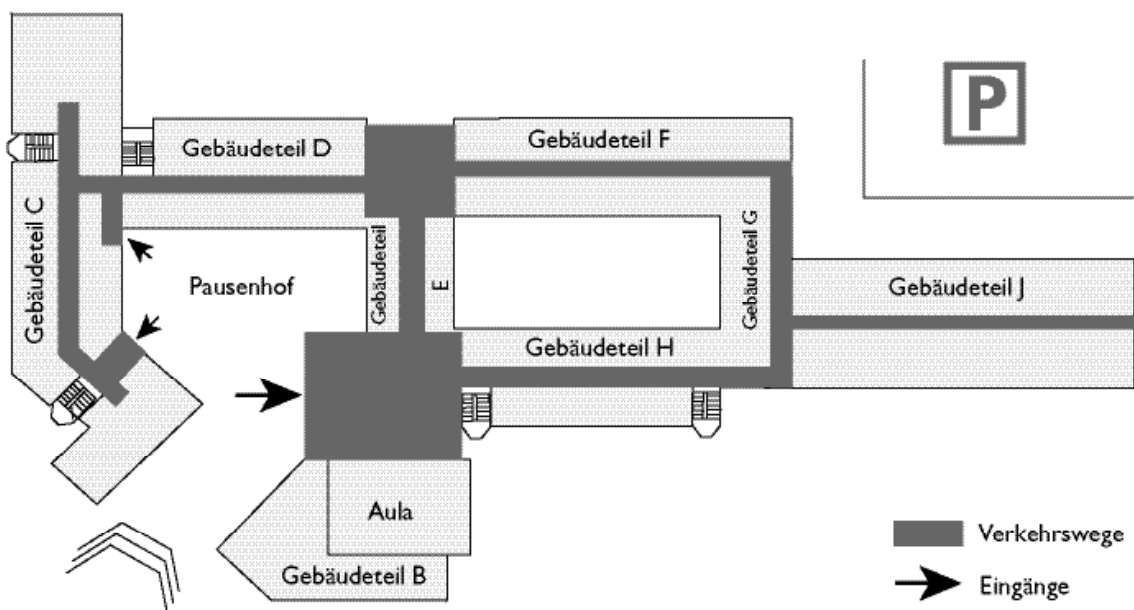 P
Gebäudeteil D
Gebäudeteil F
Gebäudeteil C
Pausenhof
Gebäudeteil
E
Gebäudeteil G
Gebäudeteil J
Gebäudeteil H
Aula
Gebäudeteil B
Verkehrswege
Eingänge